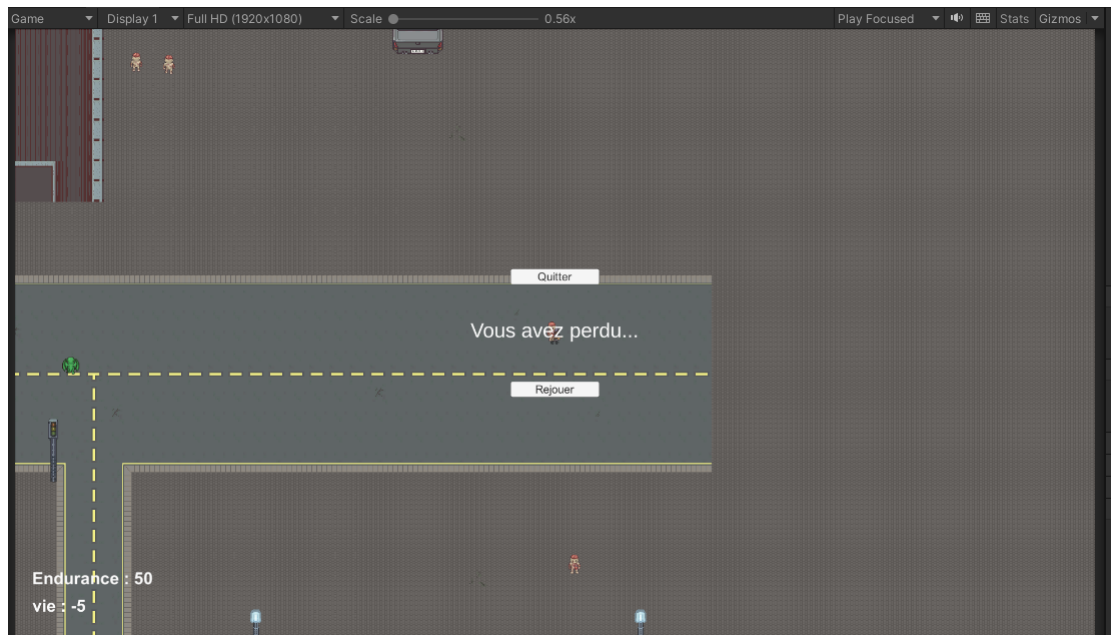 Game Display 1 Full HD (1920x1080) Scale 0.56x Play Focused Stats Gizmos
Quitter
Vous avez perdu...
Rejouer
Endurance : 50
vie : -5